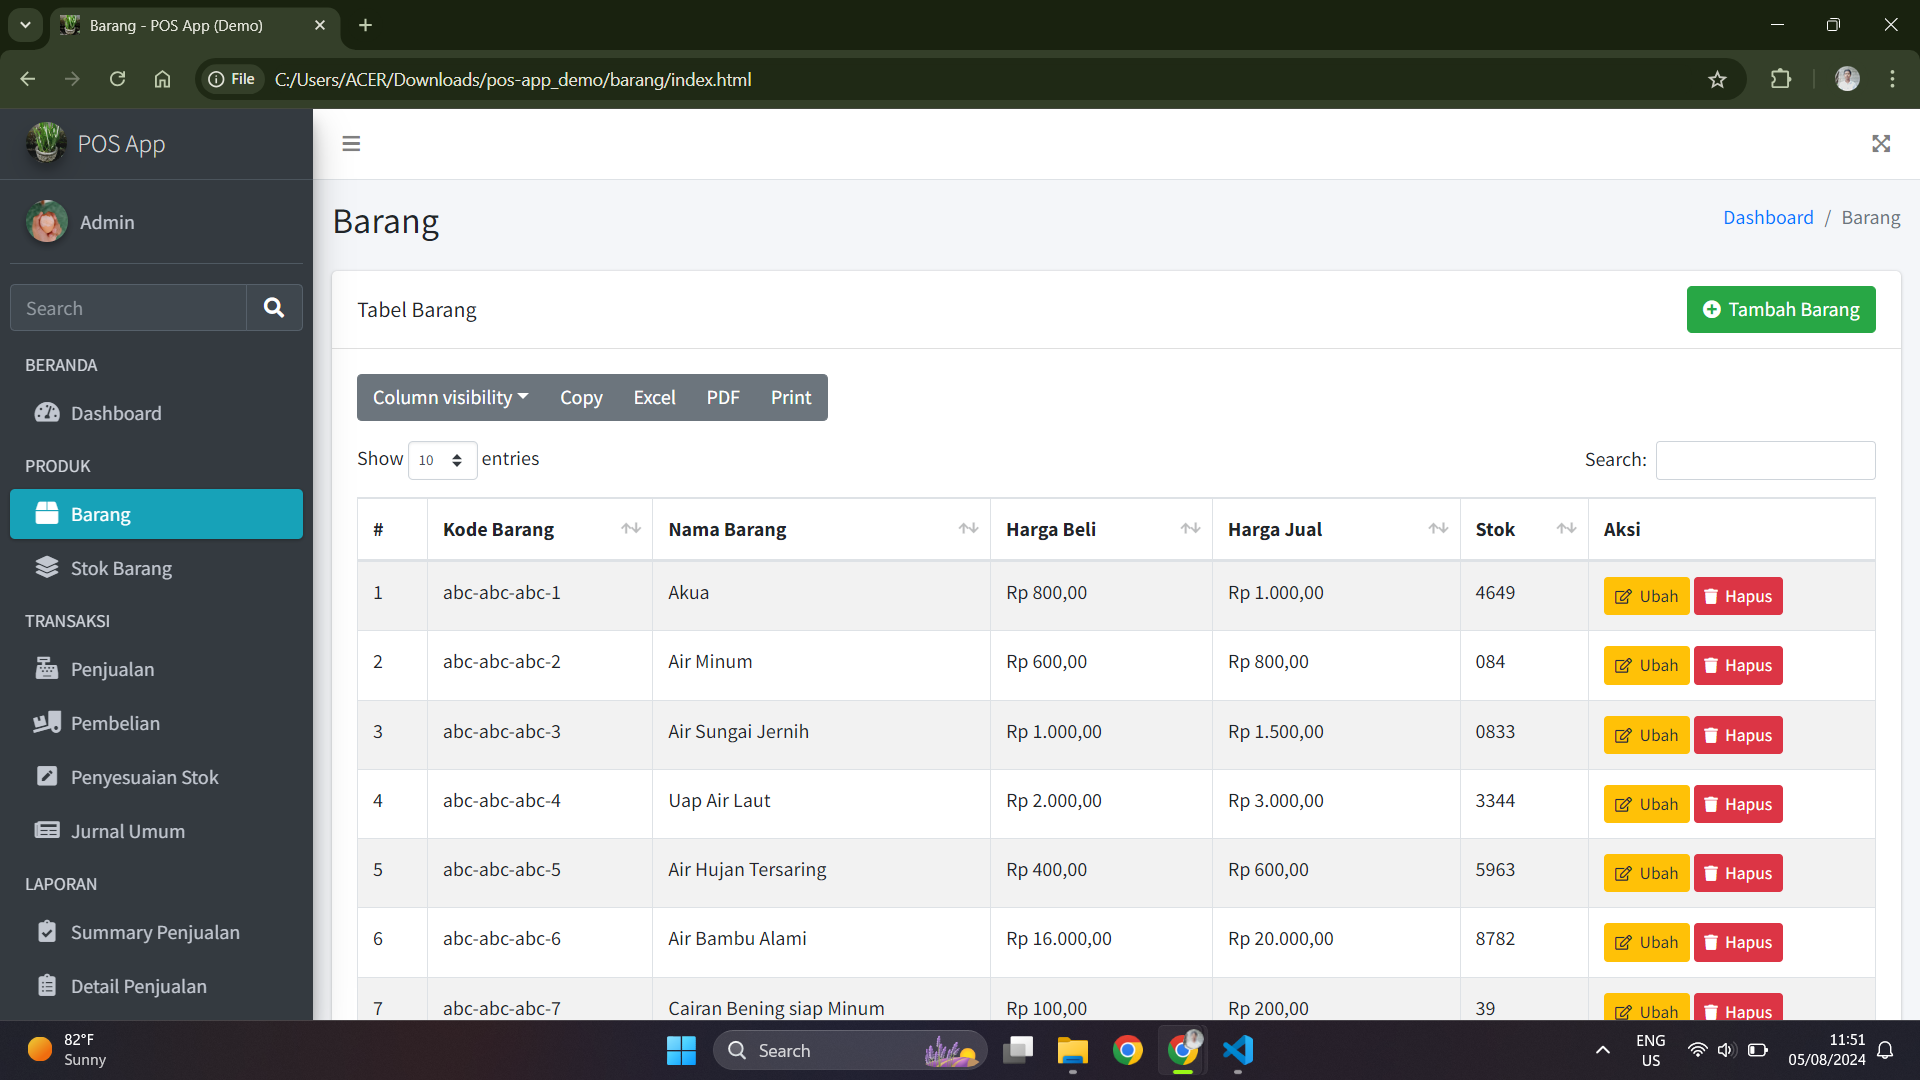 Barang - POS App (Demo)
File C:/Users/ACER/Downloads/pos-app_demo/barang/index.html
POS App
Admin
Search
BERANDA
Dashboard
PRODUK
Barang
Stok Barang
TRANSAKSI
Penjualan
Pembelian
Penyesuaian Stok
Jurnal Umum
LAPORAN
Summary Penjualan
Detail Penjualan
Barang
Dashboard / Barang
Tabel Barang
Tambah Barang
Column visibility Copy Excel PDF Print
Show 10 entries
Search:
# Kode Barang Nama Barang Harga Beli Harga Jual Stok Aksi
1 abc-abc-abc-1 Akua Rp 800,00 Rp 1.000,00 4649 Ubah Hapus
2 abc-abc-abc-2 Air Minum Rp 600,00 Rp 800,00 084 Ubah Hapus
3 abc-abc-abc-3 Air Sungai Jernih Rp 1.000,00 Rp 1.500,00 0833 Ubah Hapus
4 abc-abc-abc-4 Uap Air Laut Rp 2.000,00 Rp 3.000,00 3344 Ubah Hapus
5 abc-abc-abc-5 Air Hujan Tersaring Rp 400,00 Rp 600,00 5963 Ubah Hapus
6 abc-abc-abc-6 Air Bambu Alami Rp 16.000,00 Rp 20.000,00 8782 Ubah Hapus
7 abc-abc-abc-7 Cairan Bening siap Minum Rp 100,00 Rp 200,00 39 Ubah Hapus
82°F
Sunny
Search
ENG
US
11:51
05/08/2024